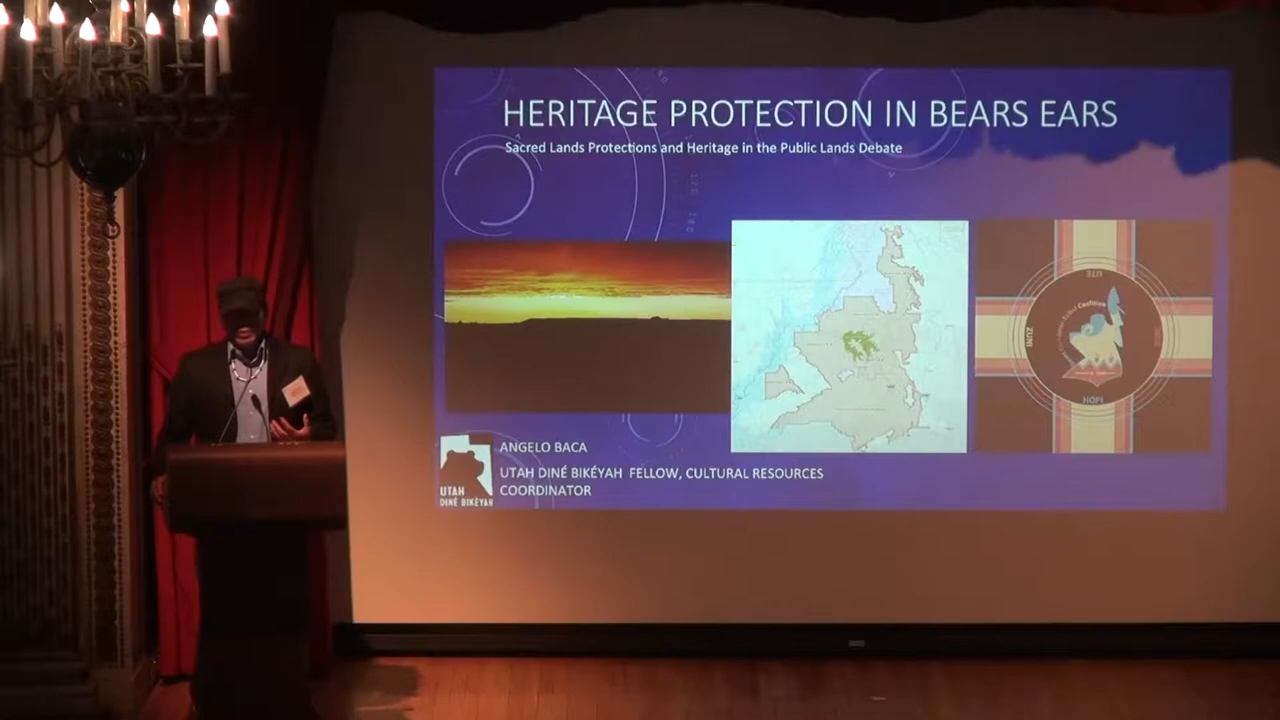 HERITAGE PROTECTION IN BEARS EARS
Sacred Lands Protections and Heritage in the Public Lands Debate
UTE
ZUNI
HOPI
ANGELO BACA
UTAH DINÉ BIKÉYAH FELLOW, CULTURAL RESOURCES
COORDINATOR
UTAH
DINÉ BIKÉYAH